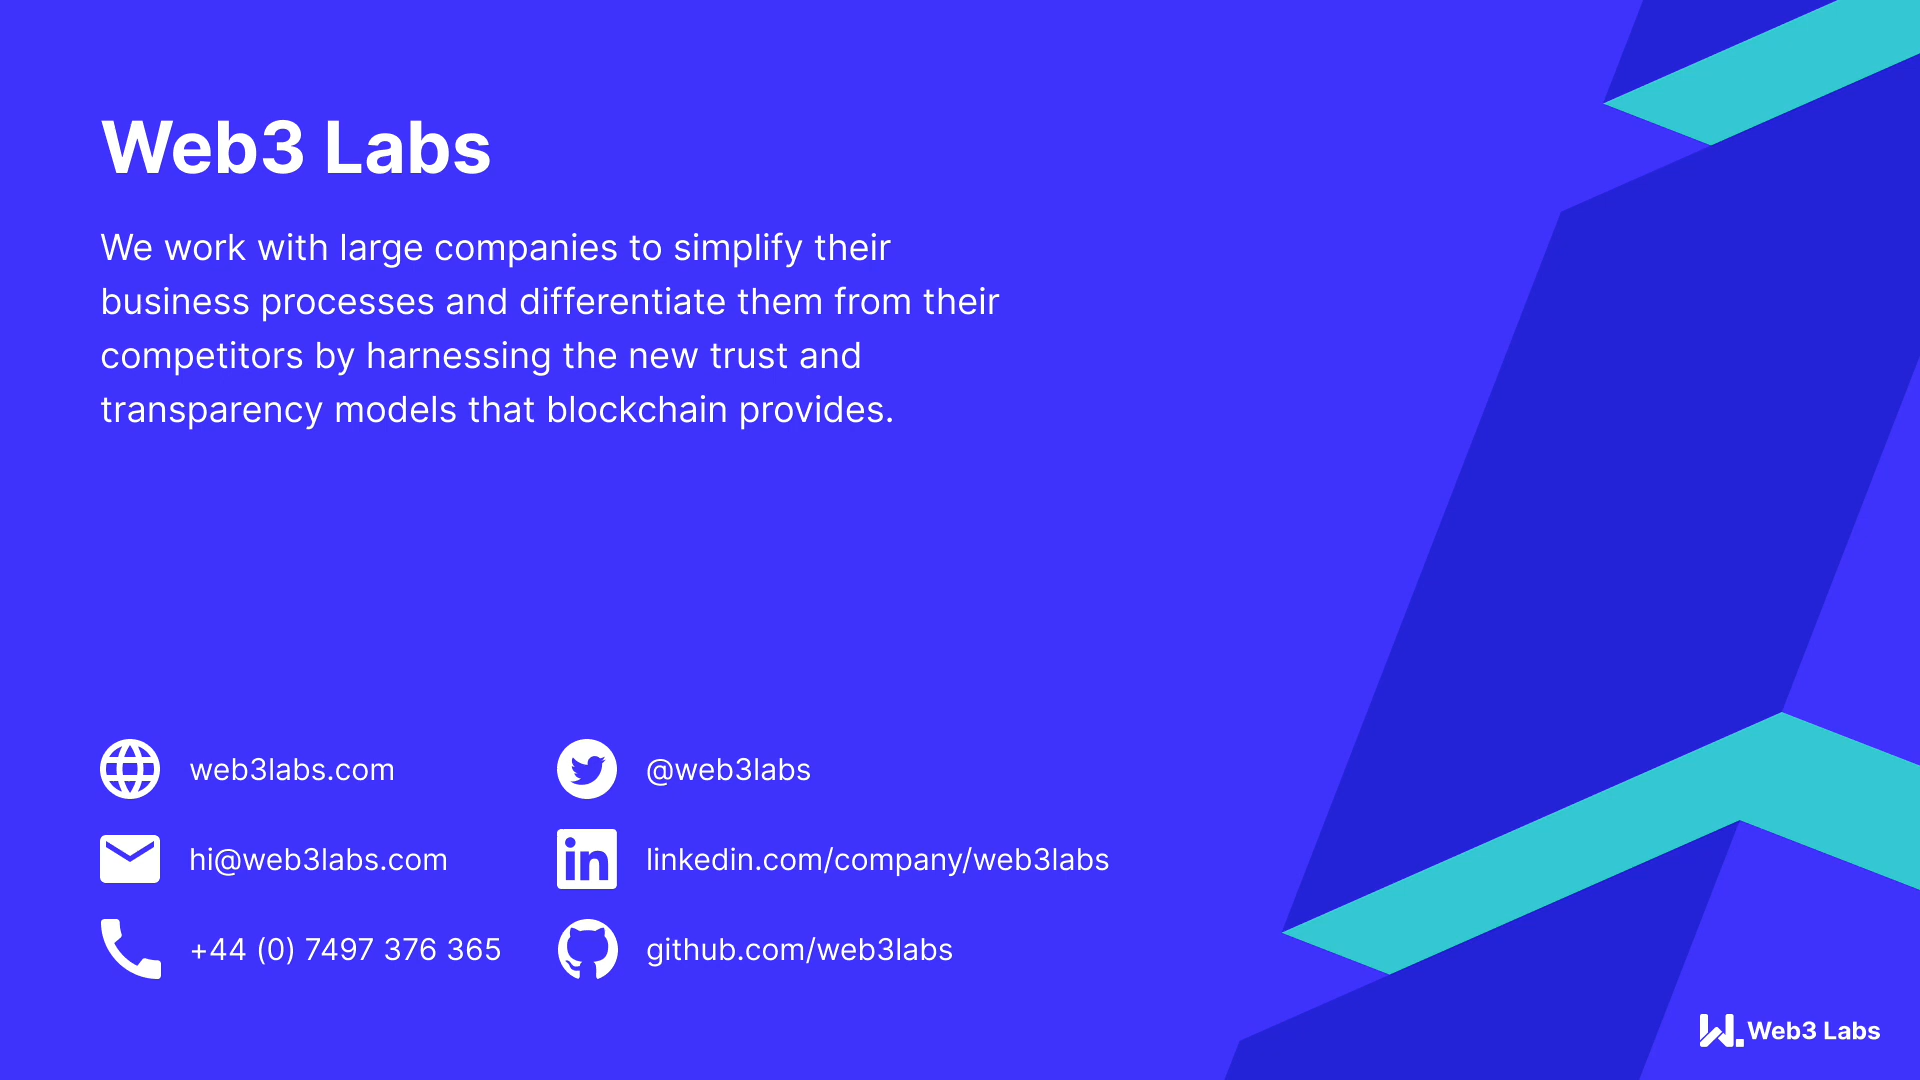 Web3 Labs
We work with large companies to simplify their
business processes and differentiate them from their
competitors by harnessing the new trust and
transparency models that blockchain provides.
web3labs.com
hi@web3labs.com
+44 (0) 7497 376 365
@web3labs
linkedin.com/company/web3labs
github.com/web3labs
Web3 Labs